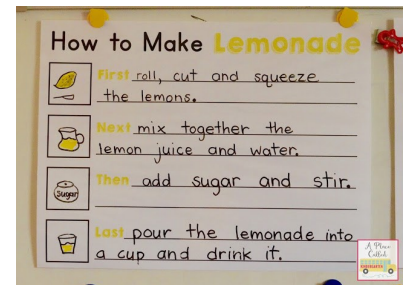 How to Make Lemonade
First roll, cut and squeeze
the lemons.
Next mix together the
lemon juice and water.
Then add sugar and stir.
Sugar
Last pour the lemonade into
a cup and drink it.
A Place
Called